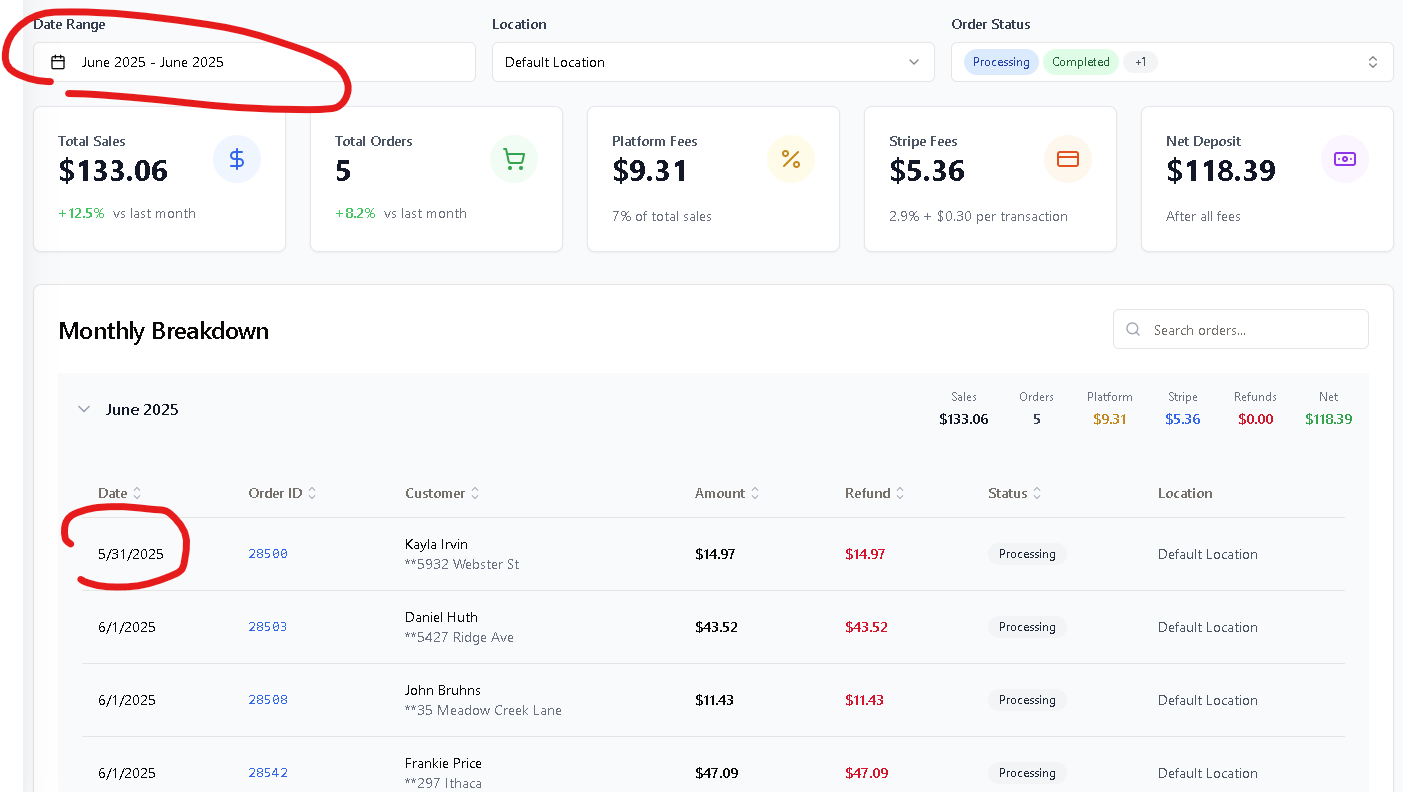 Date Range
Location
Order Status
June 2025 - June 2025
Default Location
Processing Completed +1
Total Sales
$133.06
+12.5% vs last month
Total Orders
5
+8.2% vs last month
Platform Fees
$9.31
7% of total sales
Stripe Fees
$5.36
2.9% + $0.30 per transaction
Net Deposit
$118.39
After all fees
Monthly Breakdown
Search orders...
June 2025
Sales Orders Platform Stripe Refunds Net
$133.06 5 $9.31 $5.36 $0.00 $118.39
Date Order ID Customer Amount Refund Status Location
5/31/2025 28500 Kayla Irvin $14.97 $14.97 Processing Default Location
**5932 Webster St
6/1/2025 28503 Daniel Huth $43.52 $43.52 Processing Default Location
**5427 Ridge Ave
6/1/2025 28508 John Bruhns $11.43 $11.43 Processing Default Location
**35 Meadow Creek Lane
6/1/2025 28542 Frankie Price $47.09 $47.09 Processing Default Location
**297 Ithaca